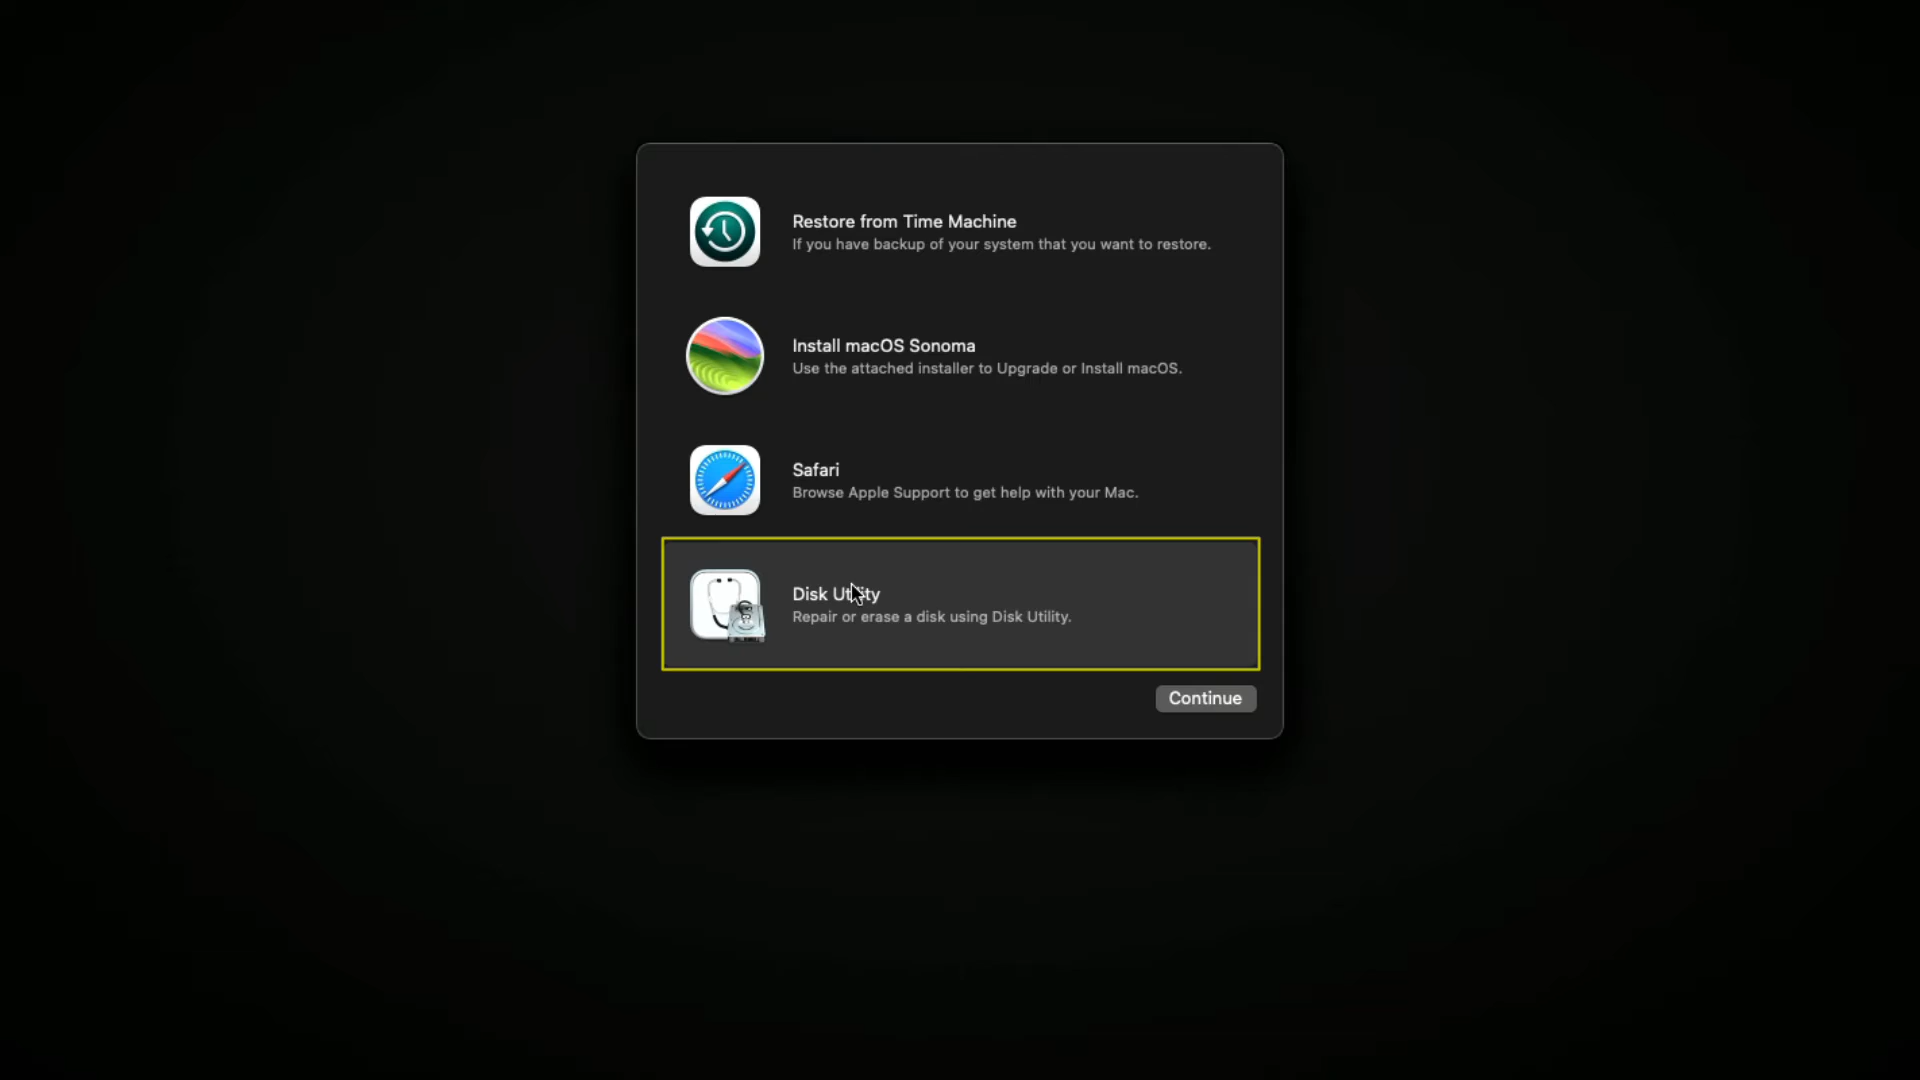 Restore from Time Machine
If you have backup of your system that you want to restore.
Install macOS Sonoma
Use the attached installer to Upgrade or Install macOS.
Safari
Browse Apple Support to get help with your Mac.
Disk Utility
Repair or erase a disk using Disk Utility.
Continue